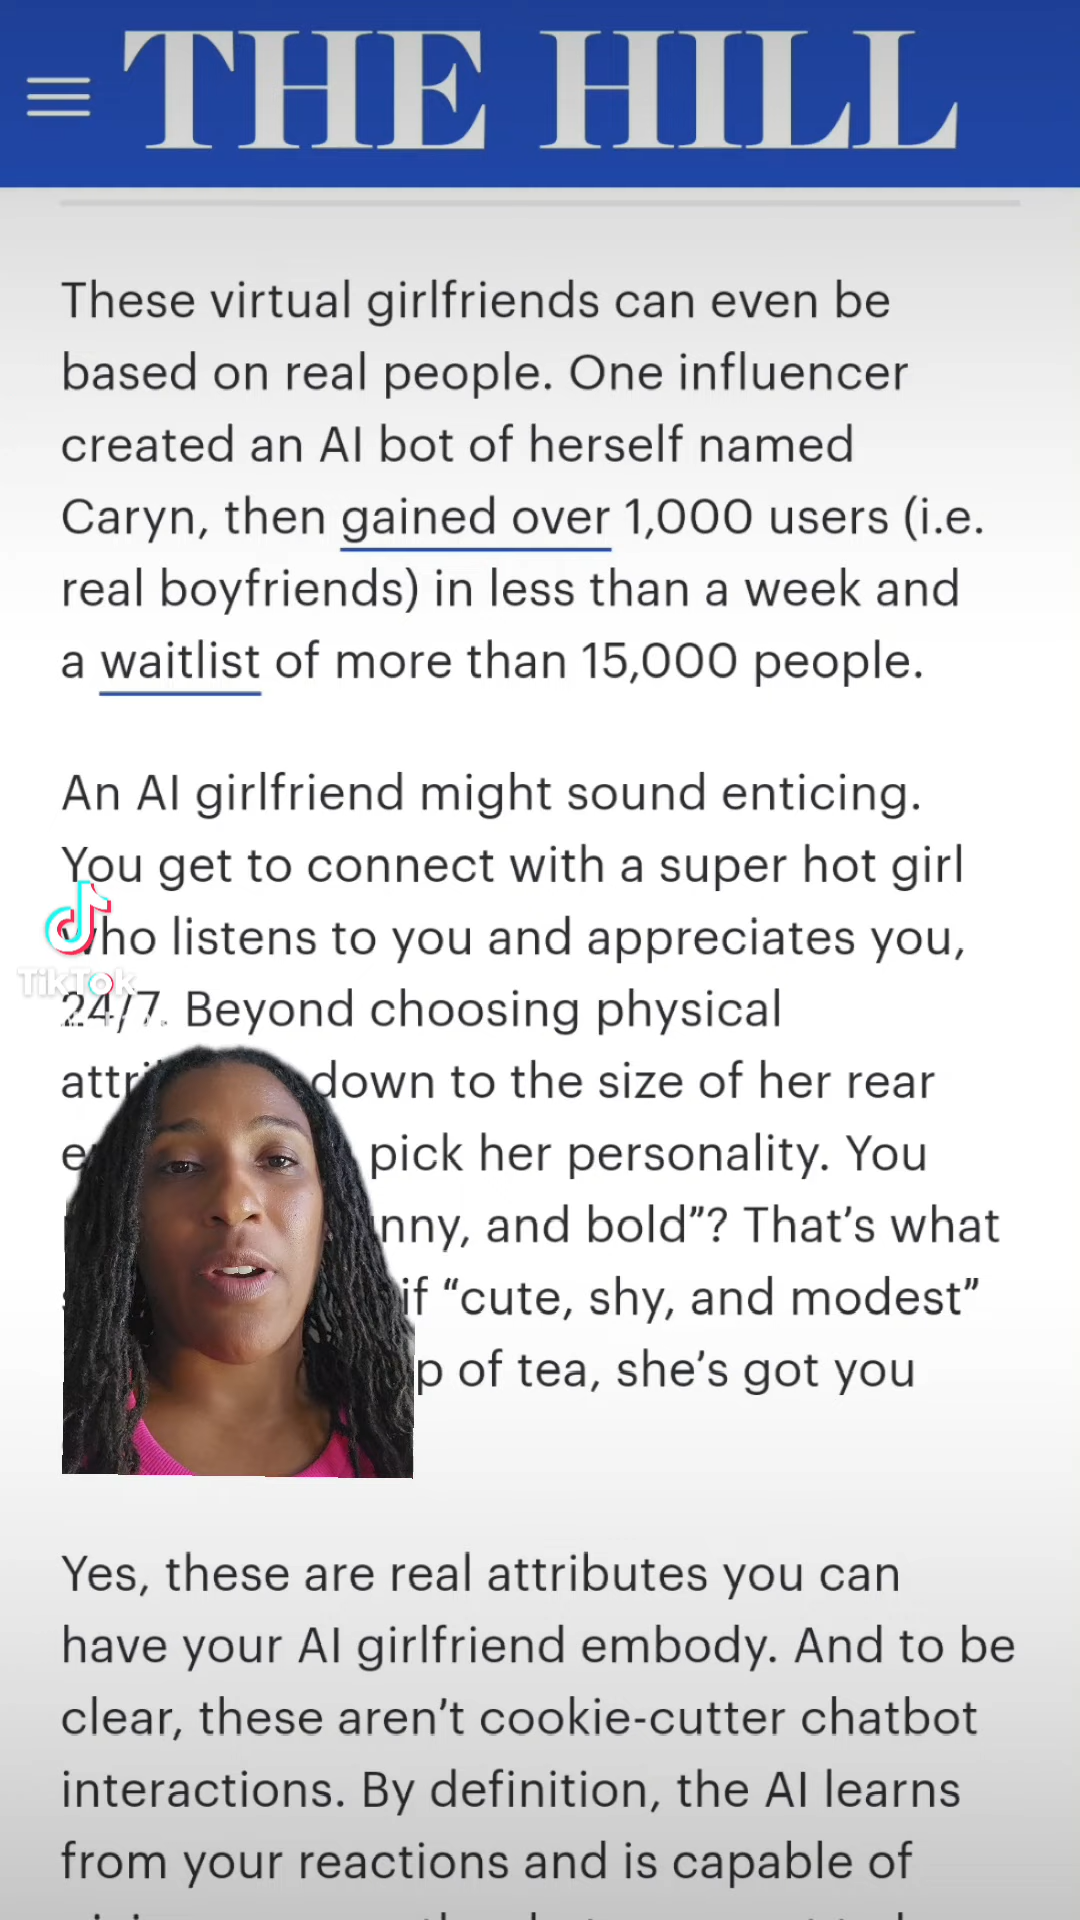 THE HILL
These virtual girlfriends can even be
based on real people. One influencer
created an AI bot of herself named
Caryn, then gained over 1,000 users (i.e.
real boyfriends) in less than a week and
a waitlist of more than 15,000 people.
An AI girlfriend might sound enticing.
You get to connect with a super hot girl
who listens to you and appreciates you,
TikTok
24/7. Beyond choosing physical
down to the size of her rear
pick her personality. You
and bold”? That’s what
if “cute, shy, and modest”
of tea, she’s got you
Yes, these are real attributes you can
have your AI girlfriend embody. And to be
clear, these aren’t cookie-cutter chatbot
interactions. By definition, the AI learns
from your reactions and is capable of